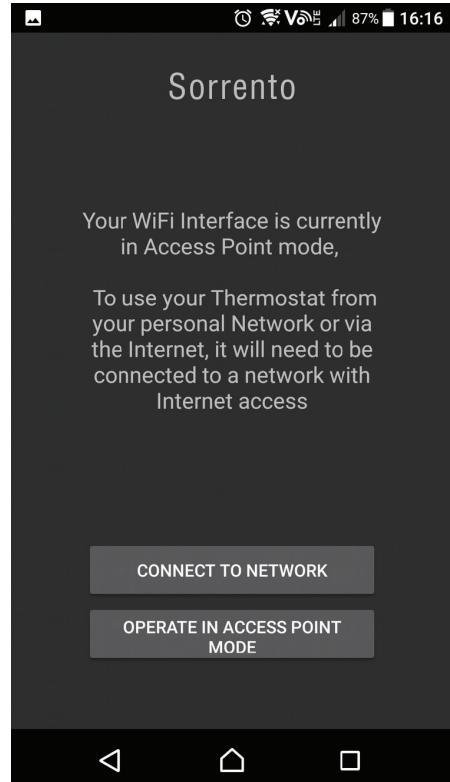 VoLTE 87% 16:16
Sorrento
Your WiFi Interface is currently
in Access Point mode,
To use your Thermostat from
your personal Network or via
the Internet, it will need to be
connected to a network with
Internet access
CONNECT TO NETWORK
OPERATE IN ACCESS POINT
MODE